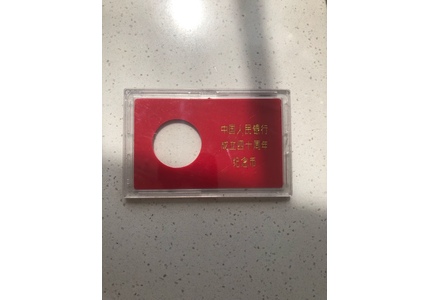 中国人民银行
成立四十周年
纪念币